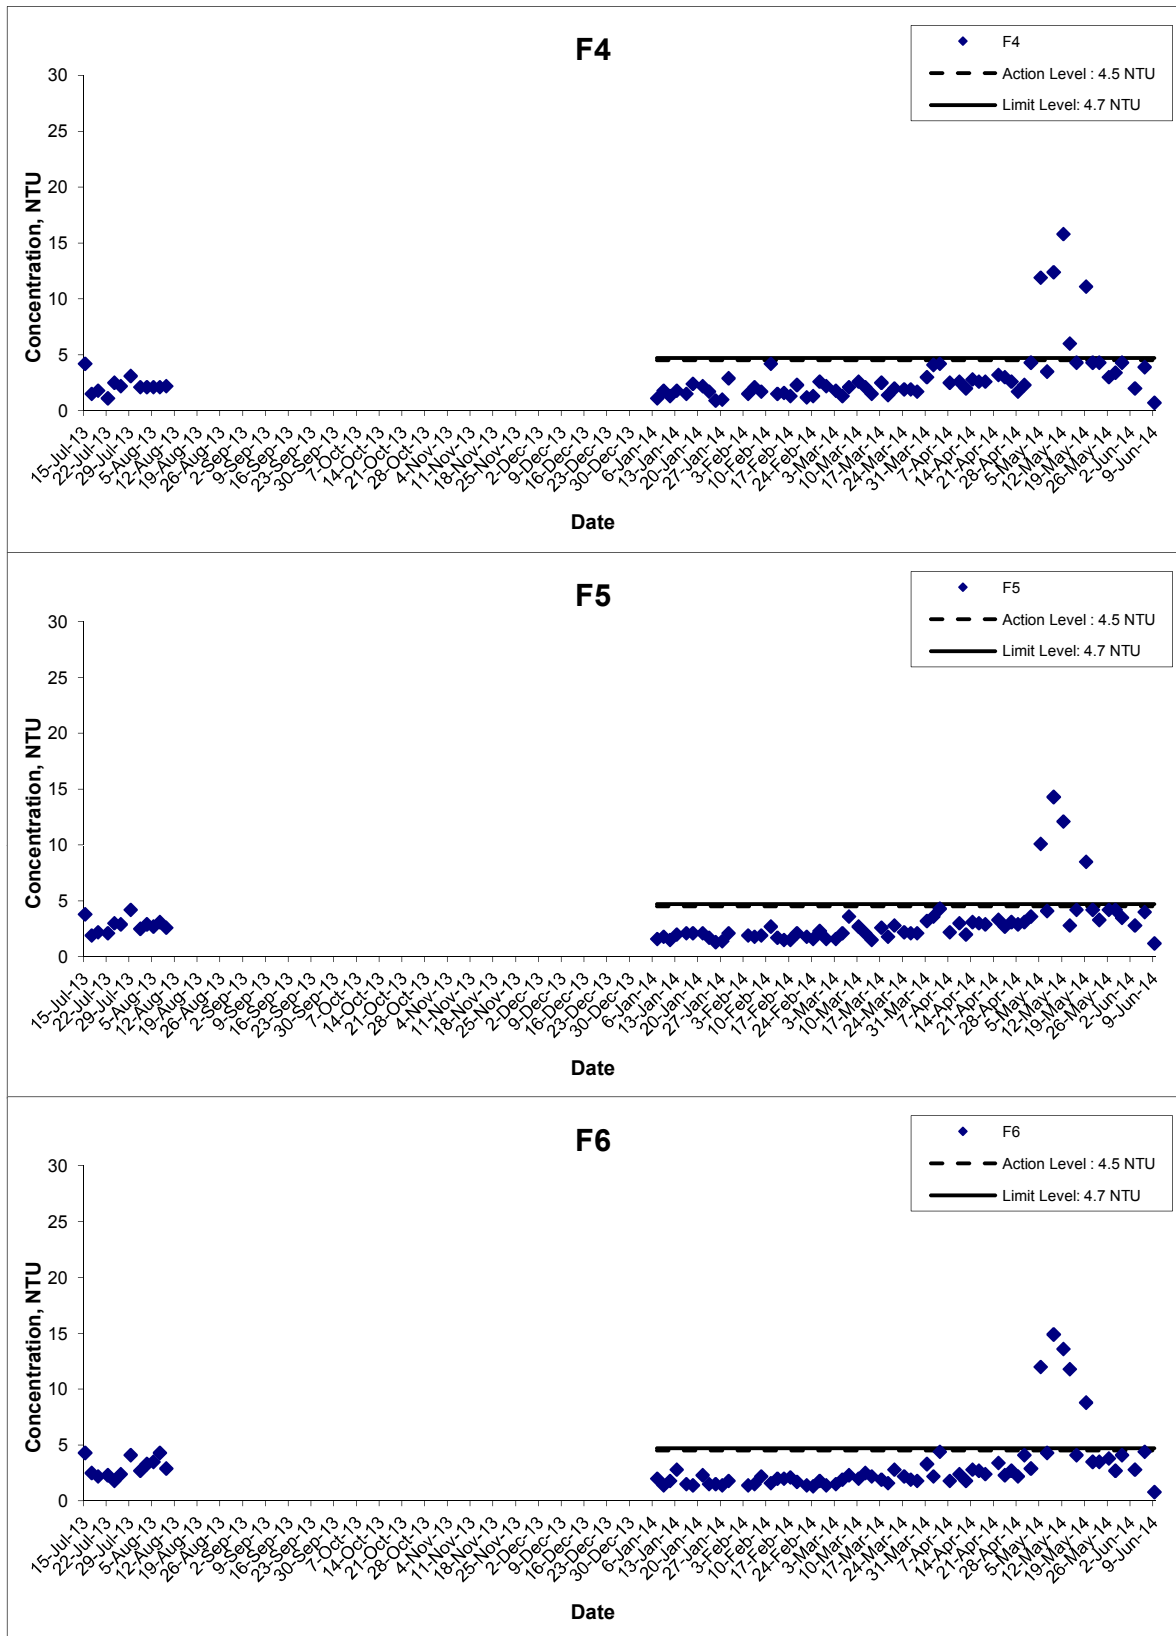 F4
F4
Action Level : 4.5 NTU
Limit Level: 4.7 NTU
Concentration, NTU
30
25
20
15
10
5
0
15-Jul-13 22-Jul-13 29-Jul-13 5-Aug-13 12-Aug-13 19-Aug-13 26-Aug-13 2-Sep-13 9-Sep-13 16-Sep-13 23-Sep-13 30-Sep-13 7-Oct-13 14-Oct-13 21-Oct-13 28-Oct-13 4-Nov-13 11-Nov-13 18-Nov-13 25-Nov-13 2-Dec-13 9-Dec-13 16-Dec-13 23-Dec-13 30-Dec-13 6-Jan-14 13-Jan-14 20-Jan-14 27-Jan-14 3-Feb-14 10-Feb-14 17-Feb-14 24-Feb-14 3-Mar-14 10-Mar-14 17-Mar-14 24-Mar-14 31-Mar-14 7-Apr-14 14-Apr-14 21-Apr-14 28-Apr-14 5-May-14 12-May-14 19-May-14 26-May-14 2-Jun-14 9-Jun-14
Date
F5
F5
Action Level : 4.5 NTU
Limit Level: 4.7 NTU
Concentration, NTU
30
25
20
15
10
5
0
15-Jul-13 22-Jul-13 29-Jul-13 5-Aug-13 12-Aug-13 19-Aug-13 26-Aug-13 2-Sep-13 9-Sep-13 16-Sep-13 23-Sep-13 30-Sep-13 7-Oct-13 14-Oct-13 21-Oct-13 28-Oct-13 4-Nov-13 11-Nov-13 18-Nov-13 25-Nov-13 2-Dec-13 9-Dec-13 16-Dec-13 23-Dec-13 30-Dec-13 6-Jan-14 13-Jan-14 20-Jan-14 27-Jan-14 3-Feb-14 10-Feb-14 17-Feb-14 24-Feb-14 3-Mar-14 10-Mar-14 17-Mar-14 24-Mar-14 31-Mar-14 7-Apr-14 14-Apr-14 21-Apr-14 28-Apr-14 5-May-14 12-May-14 19-May-14 26-May-14 2-Jun-14 9-Jun-14
Date
F6
F6
Action Level : 4.5 NTU
Limit Level: 4.7 NTU
Concentration, NTU
30
25
20
15
10
5
0
15-Jul-13 22-Jul-13 29-Jul-13 5-Aug-13 12-Aug-13 19-Aug-13 26-Aug-13 2-Sep-13 9-Sep-13 16-Sep-13 23-Sep-13 30-Sep-13 7-Oct-13 14-Oct-13 21-Oct-13 28-Oct-13 4-Nov-13 11-Nov-13 18-Nov-13 25-Nov-13 2-Dec-13 9-Dec-13 16-Dec-13 23-Dec-13 30-Dec-13 6-Jan-14 13-Jan-14 20-Jan-14 27-Jan-14 3-Feb-14 10-Feb-14 17-Feb-14 24-Feb-14 3-Mar-14 10-Mar-14 17-Mar-14 24-Mar-14 31-Mar-14 7-Apr-14 14-Apr-14 21-Apr-14 28-Apr-14 5-May-14 12-May-14 19-May-14 26-May-14 2-Jun-14 9-Jun-14
Date